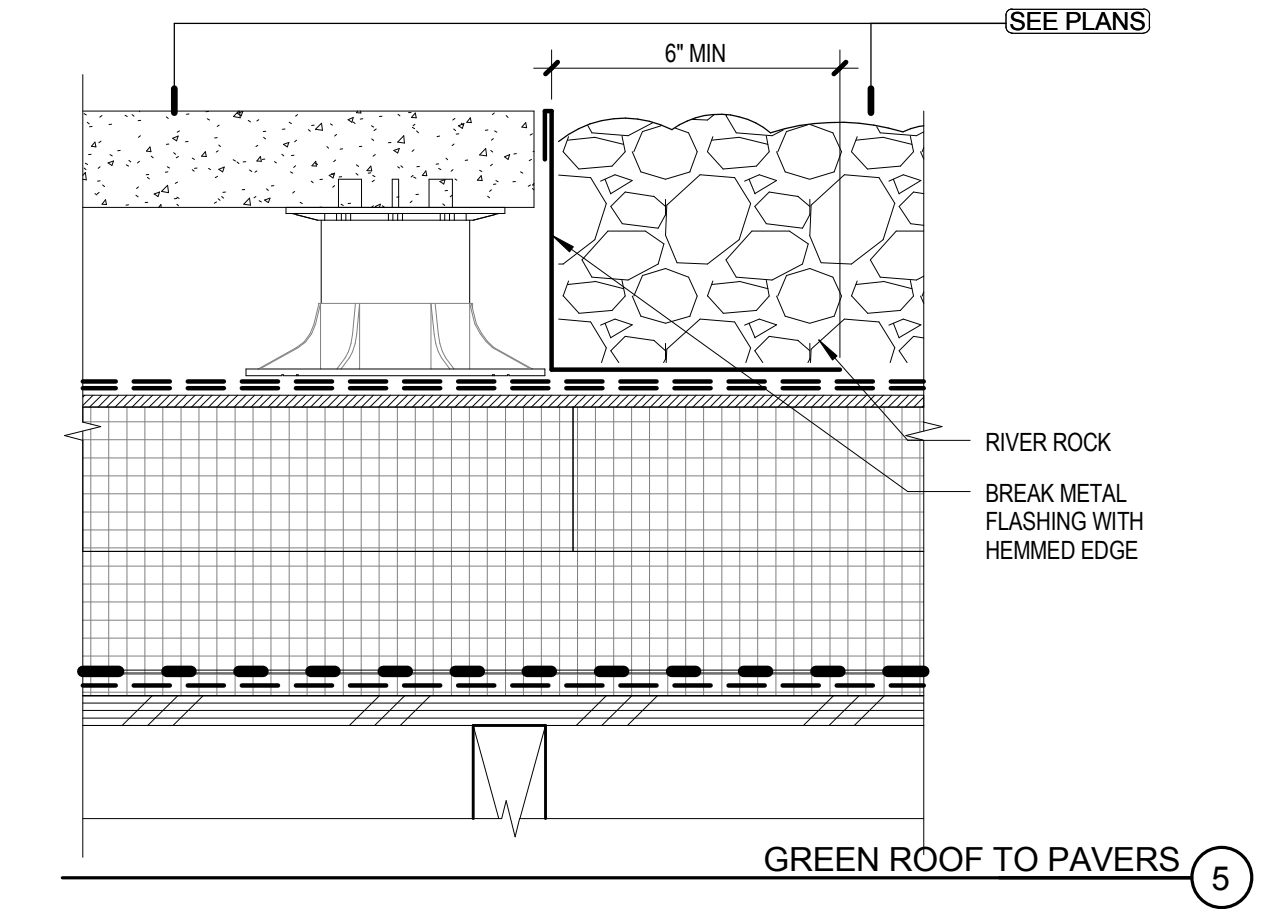 SEE PLANS
6" MIN
RIVER ROCK
BREAK METAL
FLASHING WITH
HEMMED EDGE
GREEN ROOF TO PAVERS
5